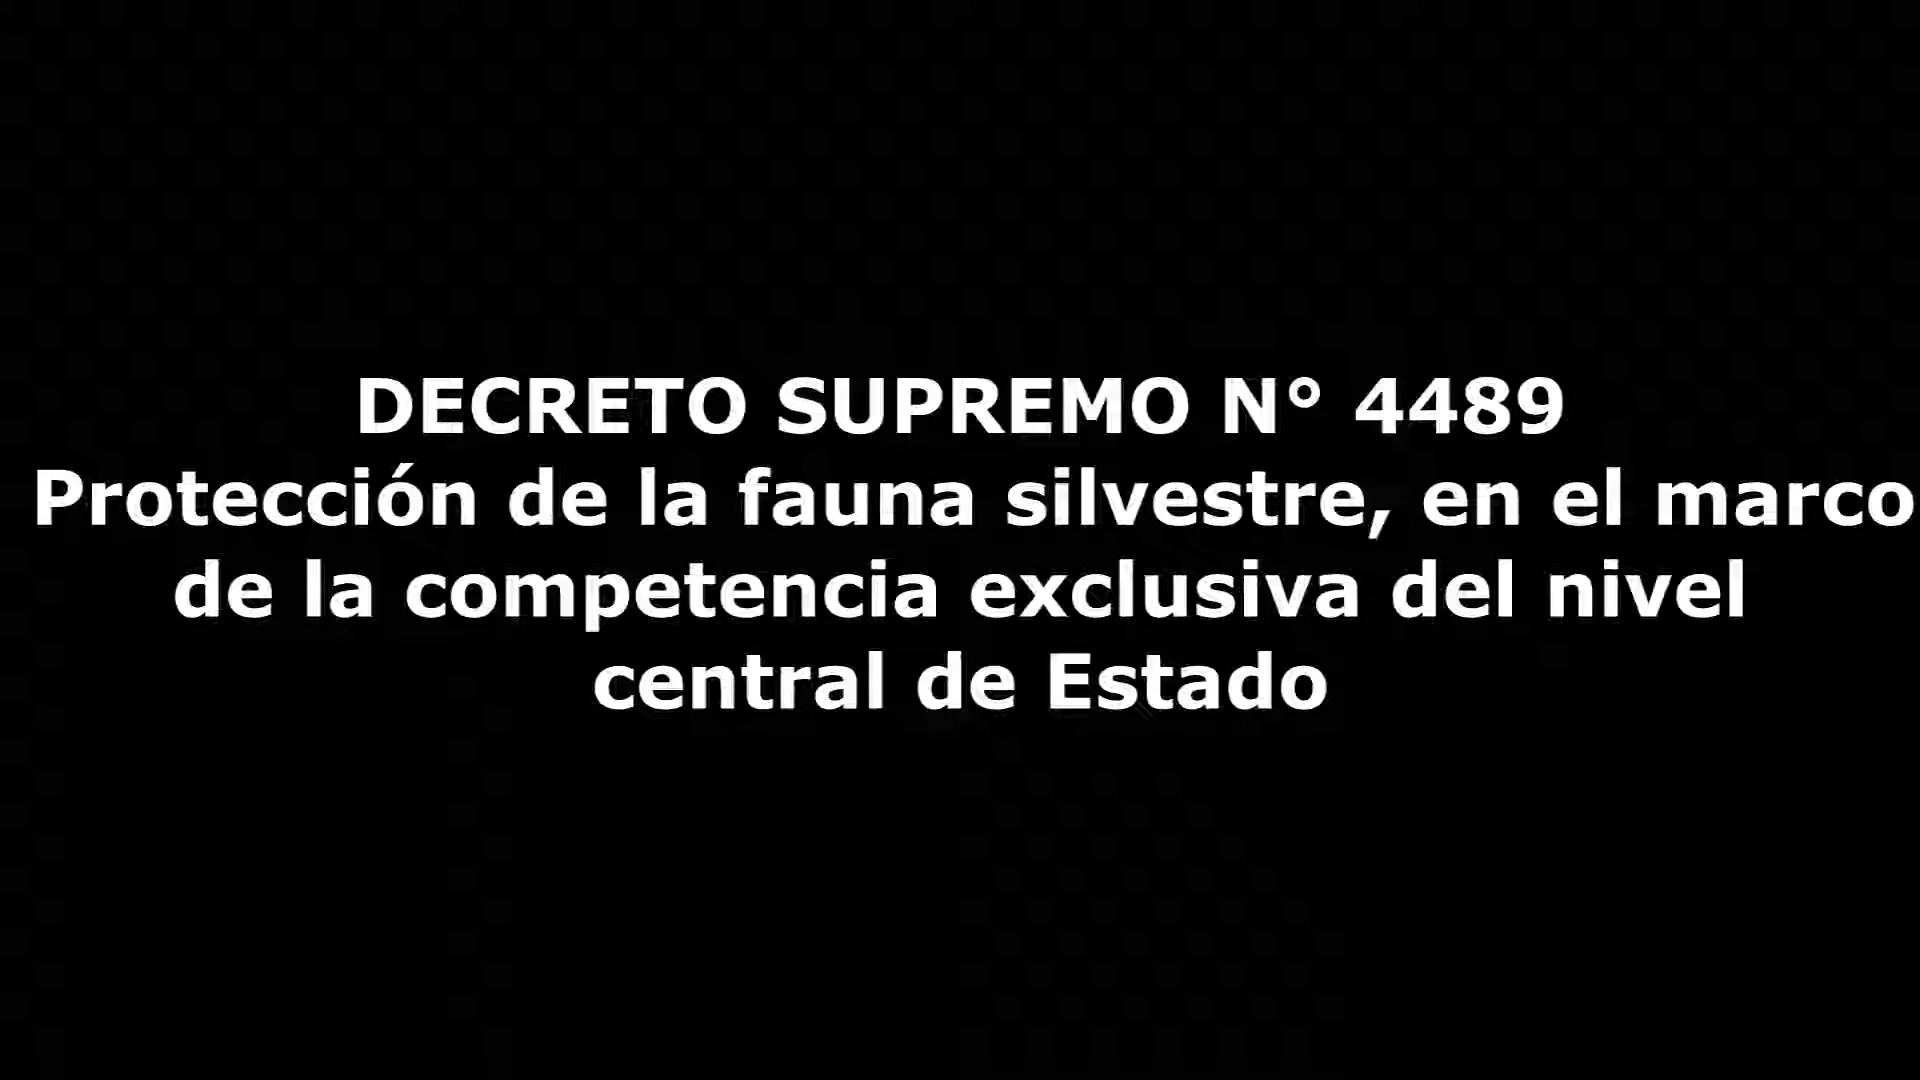 DECRETO SUPREMO N° 4489
Protección de la fauna silvestre, en el marco
de la competencia exclusiva del nivel
central de Estado